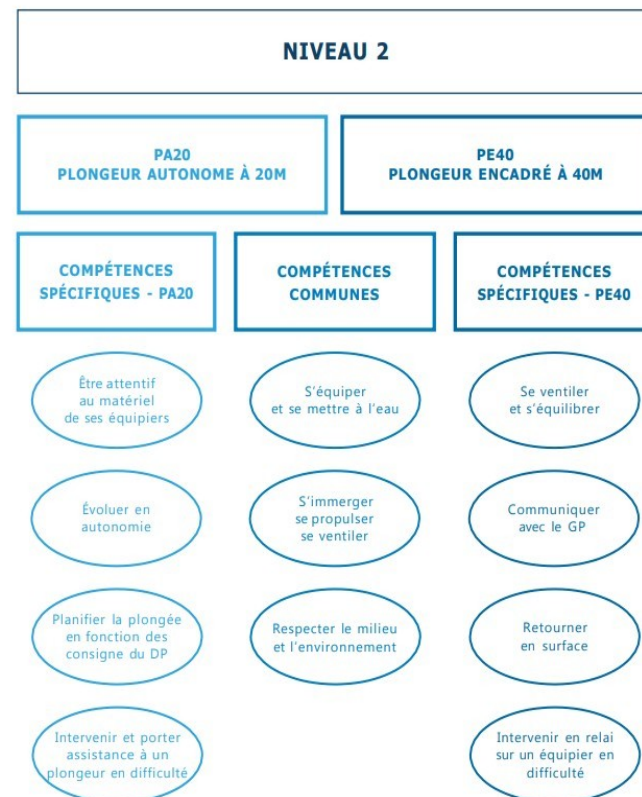 NIVEAU 2
PA20
PLONGEUR AUTONOME À 20M
PE40
PLONGEUR ENCADRÉ À 40M
COMPÉTENCES
SPÉCIFIQUES - PA20
COMPÉTENCES
COMMUNES
COMPÉTENCES
SPÉCIFIQUES - PE40
Être attentif
au matériel
de ses équipiers
S’équiper
et se mettre à l’eau
Se ventiler
et s’équilibrer
Évoluer en
autonomie
S’immerger
se propulser
se ventiler
Communiquer
avec le GP
Planifier la plongée
en fonction des
consigne du DP
Respecter le milieu
et l’environnement
Retourner
en surface
Intervenir et porter
assistance à un
plongeur en difficulté
Intervenir en relai
sur un équipier en
difficulté